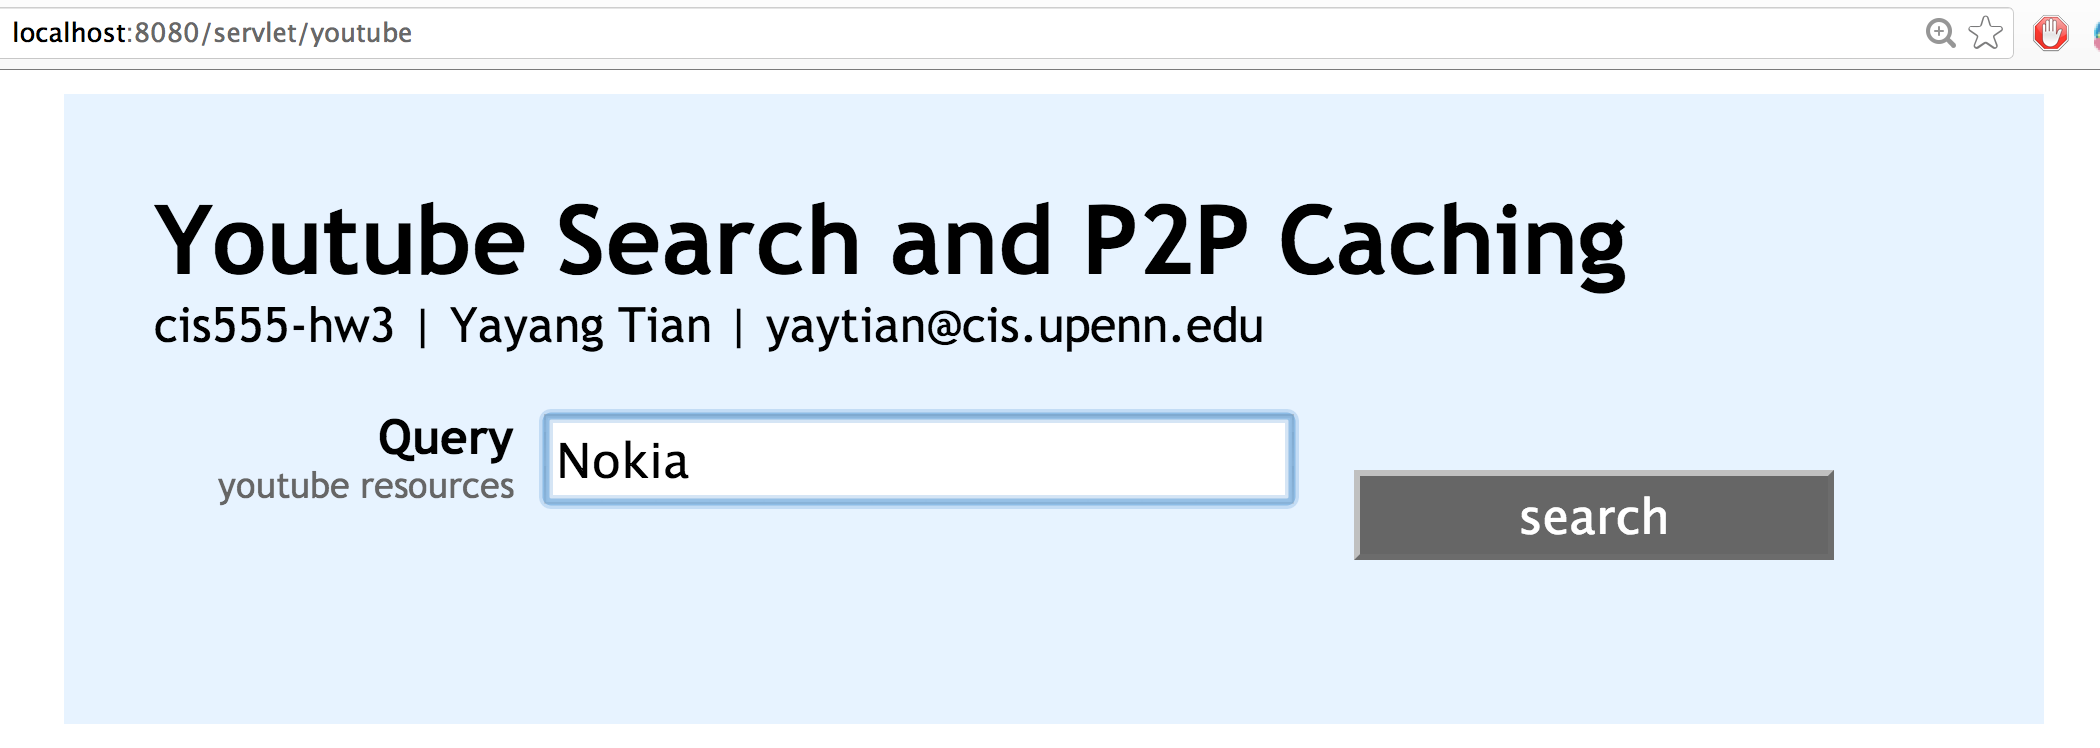 localhost:8080/servlet/youtube
Youtube Search and P2P Caching
cis555-hw3 | Yayang Tian | yaytian@cis.upenn.edu
Query
youtube resources
Nokia
search